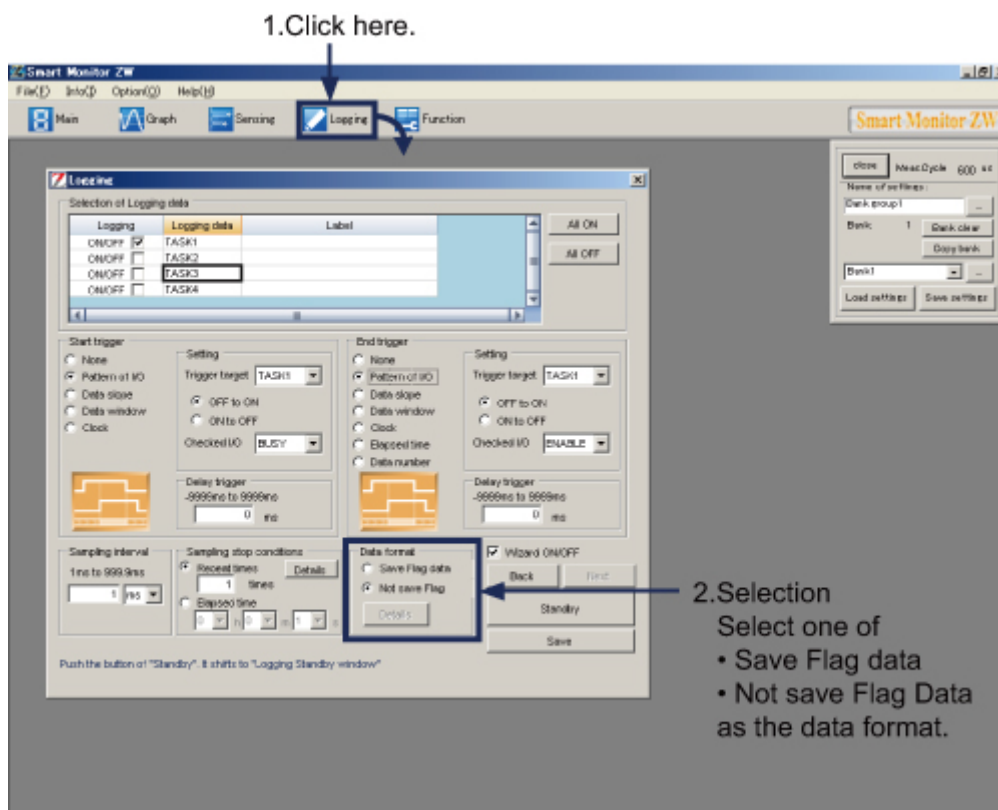 1.Click here.
Smart Monitor ZW
File(F) Info(I) Option(O) Help(H)
Main Graph Sensing Logging Function
Smart Monitor ZW
close Meas.Cycle 600 us
Name of settings:
Bank group1 ...
Bank: 1 Bank clear
Copy bank
Bank1 ...
Load settings Save settings
Logging
Selection of Logging data
Logging Logging data Label
ON/OFF TASK1
ON/OFF TASK2
ON/OFF TASK3
ON/OFF TASK4
All ON
All OFF
Start trigger
None
Pattern of I/O
Data slope
Data window
Clock
Setting
Trigger target TASK1
OFF to ON
ON to OFF
Checked I/O BUSY
Delay trigger
-9999ms to 9999ms
0 ms
End trigger
None
Pattern of I/O
Data slope
Data window
Clock
Elapsed time
Data number
Setting
Trigger target TASK1
OFF to ON
ON to OFF
Checked I/O ENABLE
Delay trigger
-9999ms to 9999ms
0 ms
Sampling interval
1ms to 999.9ms
1 ms
Sampling stop conditions
Repeat times Details
1 times
Elapsed time
0 h 0 m 1 s
Data format
Save Flag data
Not save Flag
Details
Wizard ON/OFF
Back Next
Standby
Save
Push the button of "Standby". It shifts to "Logging Standby window"
2.Selection
Select one of
• Save Flag data
• Not save Flag Data
as the data format.